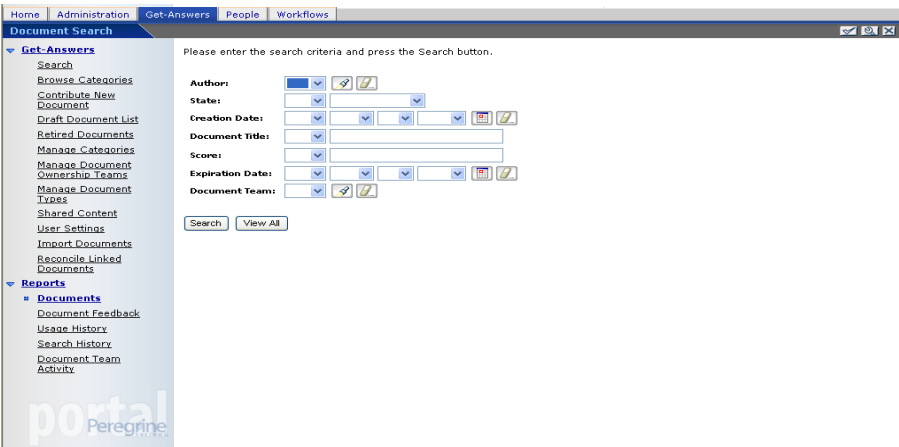 Home Administration Get-Answers People Workflows
Document Search
Get-Answers
Search
Browse Categories
Contribute New
Document
Draft Document List
Retired Documents
Manage Categories
Manage Document
Ownership Teams
Manage Document
Types
Shared Content
User Settings
Import Documents
Reconcile Linked
Documents
Reports
Documents
Document Feedback
Usage History
Search History
Document Team
Activity
portal
Peregrine
Please enter the search criteria and press the Search button.
Author:
State:
Creation Date:
Document Title:
Score:
Expiration Date:
Document Team:
Search View All